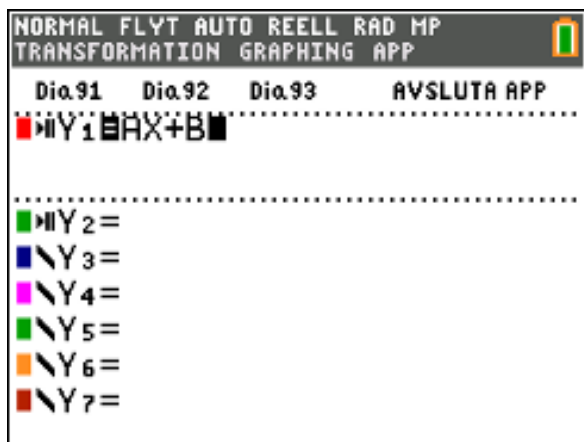 NORMAL FLYT AUTO REELL RAD MP
TRANSFORMATION GRAPHING APP
Dia.91 Dia.92 Dia.93 AVSLUTA APP
Y1=AX+B
Y2=
Y3=
Y4=
Y5=
Y6=
Y7=